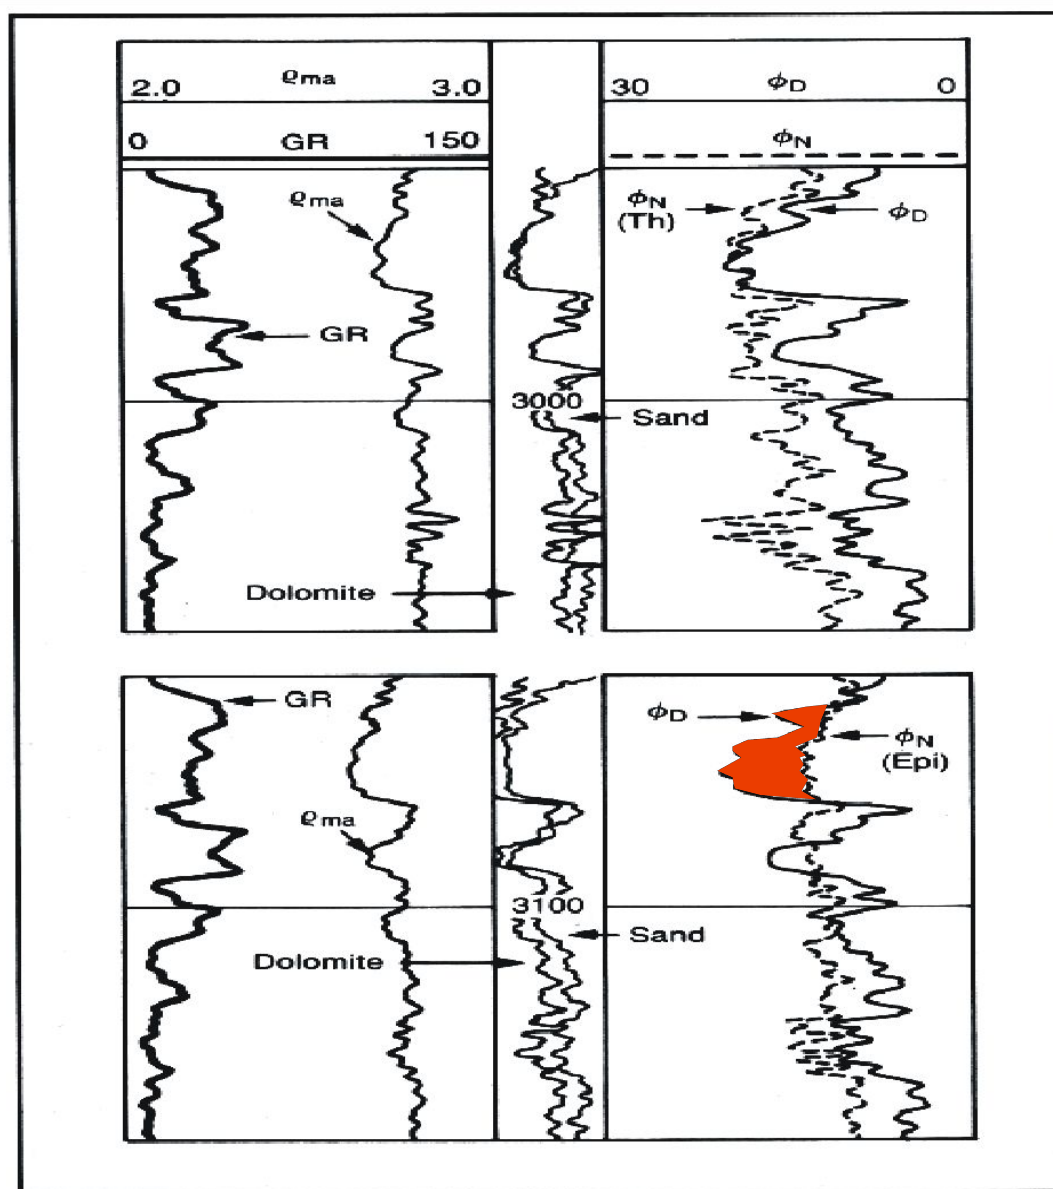 2.0 ϱma 3.0
30 ϕD 0
0 GR 150
ϕN
ϱma
ϕN
(Th)
ϕD
GR
3000
Sand
Dolomite
GR
ϕD
ϕN
(Epi)
ϱma
3100
Sand
Dolomite